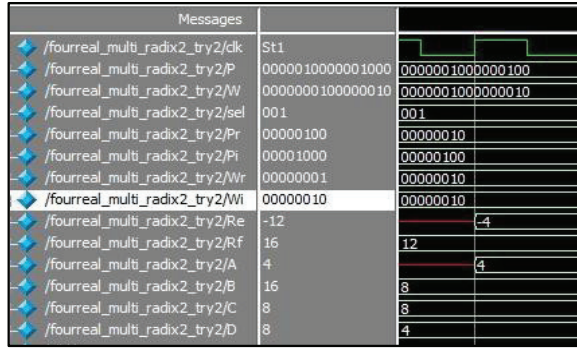 Messages
/fourreal_multi_radix2_try2/clk St1
/fourreal_multi_radix2_try2/P 0000010000001000 0000001000000100
/fourreal_multi_radix2_try2/W 0000000100000010 0000001000000010
/fourreal_multi_radix2_try2/sel 001 001
/fourreal_multi_radix2_try2/Pr 00000100 00000010
/fourreal_multi_radix2_try2/Pi 00001000 00000100
/fourreal_multi_radix2_try2/Wr 00000001 00000010
/fourreal_multi_radix2_try2/Wi 00000010 00000010
/fourreal_multi_radix2_try2/Re -12 -4
/fourreal_multi_radix2_try2/Rf 16 12
/fourreal_multi_radix2_try2/A 4 4
/fourreal_multi_radix2_try2/B 16 8
/fourreal_multi_radix2_try2/C 8 8
/fourreal_multi_radix2_try2/D 8 4